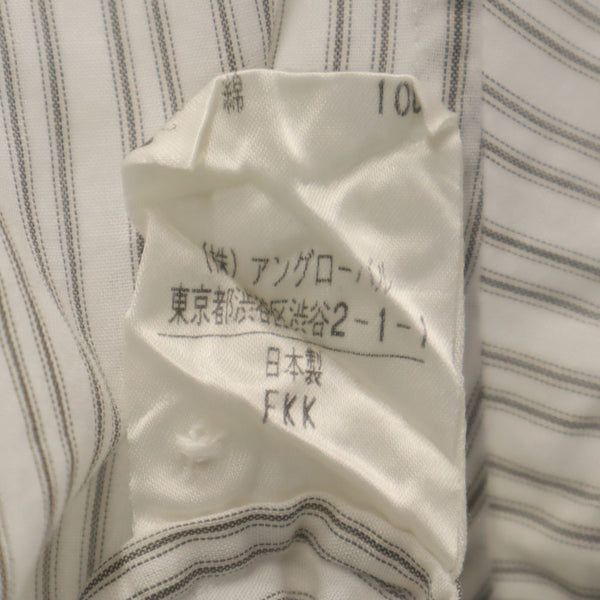 綿 100
(株) アングローバル
東京都渋谷区渋谷2-1-1
日本製
FKK